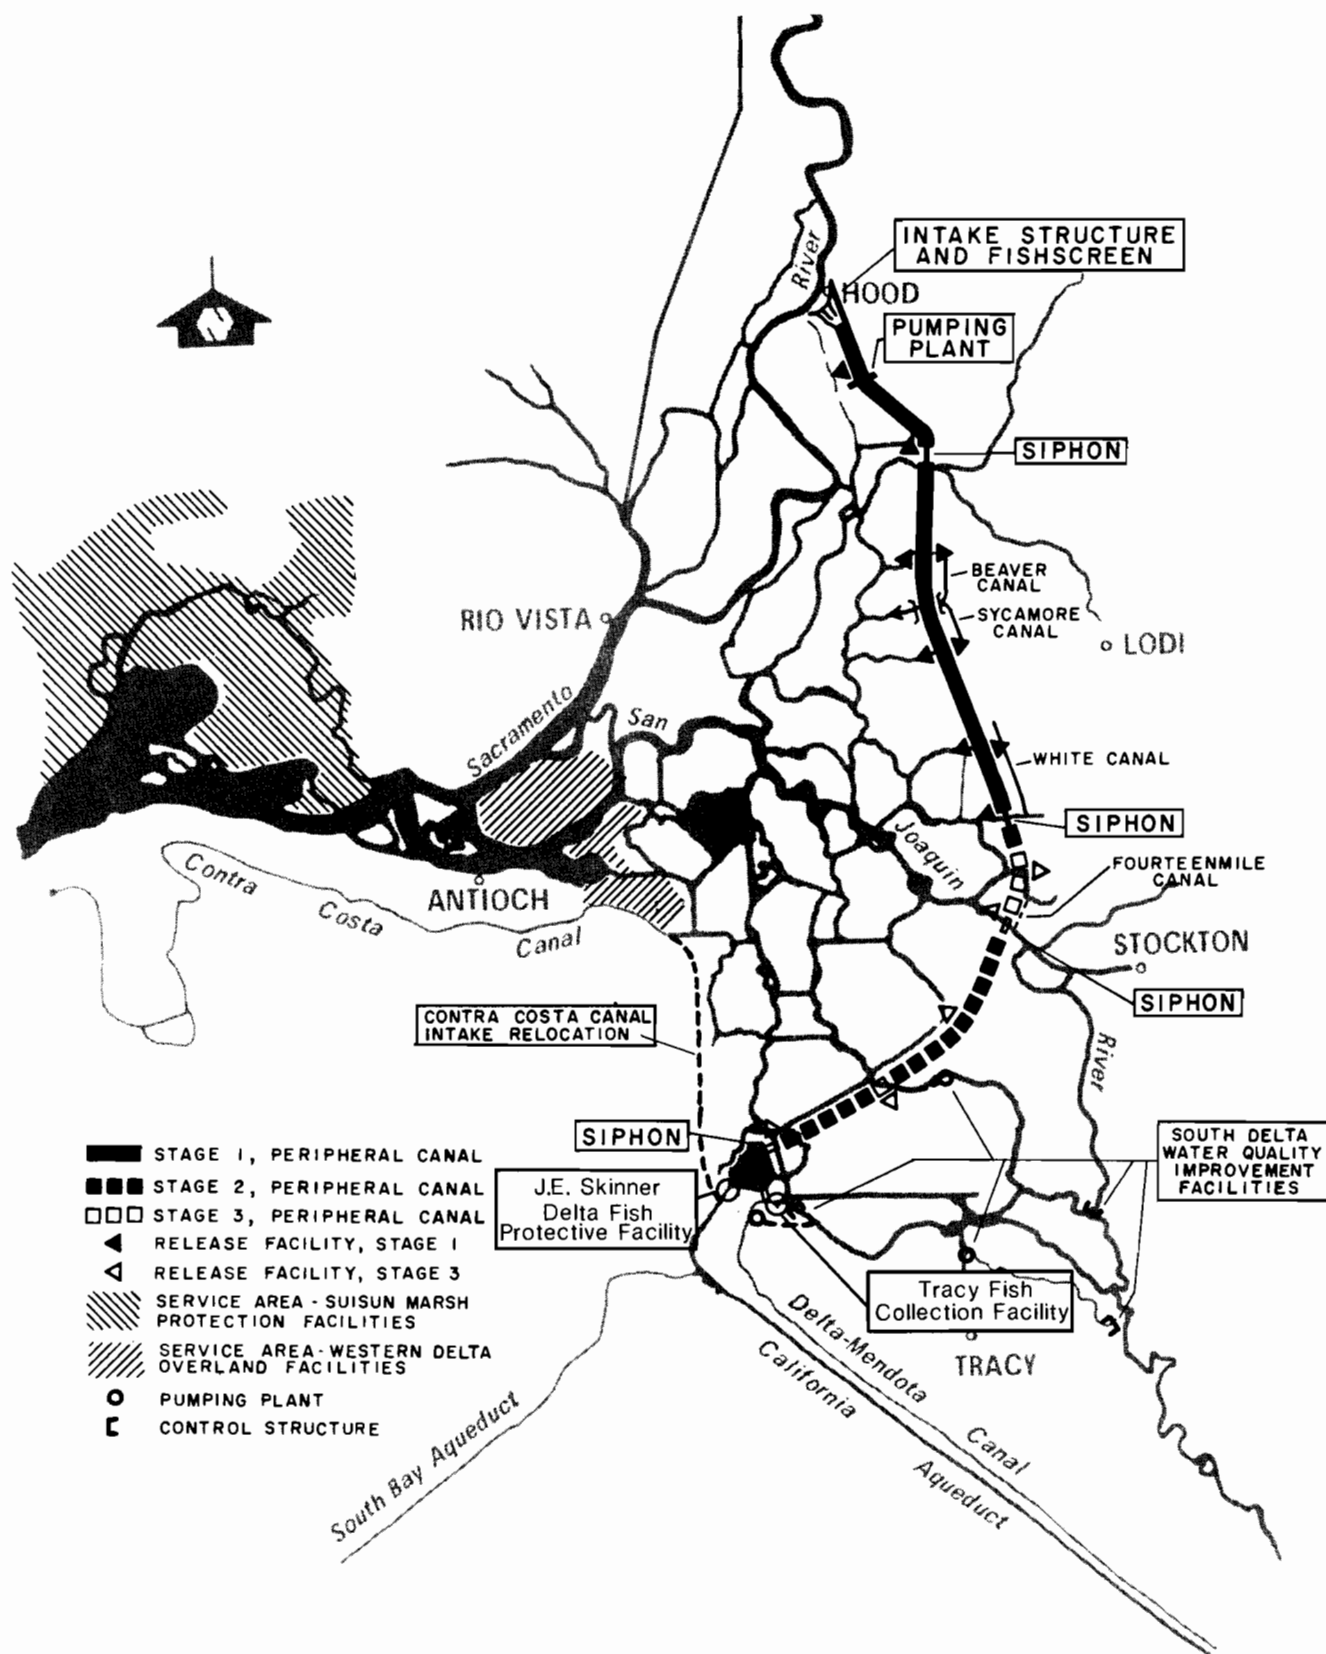 INTAKE STRUCTURE
AND FISHSCREEN
River
HOOD
PUMPING
PLANT
SIPHON
BEAVER
CANAL
SYCAMORE
CANAL
RIO VISTA
LODI
Sacramento
San
WHITE CANAL
SIPHON
Joaquin
FOURTEENMILE
CANAL
Contra
Costa
Canal
ANTIOCH
STOCKTON
SIPHON
CONTRA COSTA CANAL
INTAKE RELOCATION
River
SIPHON
SOUTH DELTA
WATER QUALITY
IMPROVEMENT
FACILITIES
J.E. Skinner
Delta Fish
Protective Facility
Tracy Fish
Collection Facility
TRACY
Delta-Mendota
Canal
California
Aqueduct
South Bay Aqueduct
STAGE 1, PERIPHERAL CANAL
STAGE 2, PERIPHERAL CANAL
STAGE 3, PERIPHERAL CANAL
RELEASE FACILITY, STAGE 1
RELEASE FACILITY, STAGE 3
SERVICE AREA - SUISUN MARSH
PROTECTION FACILITIES
SERVICE AREA-WESTERN DELTA
OVERLAND FACILITIES
PUMPING PLANT
CONTROL STRUCTURE